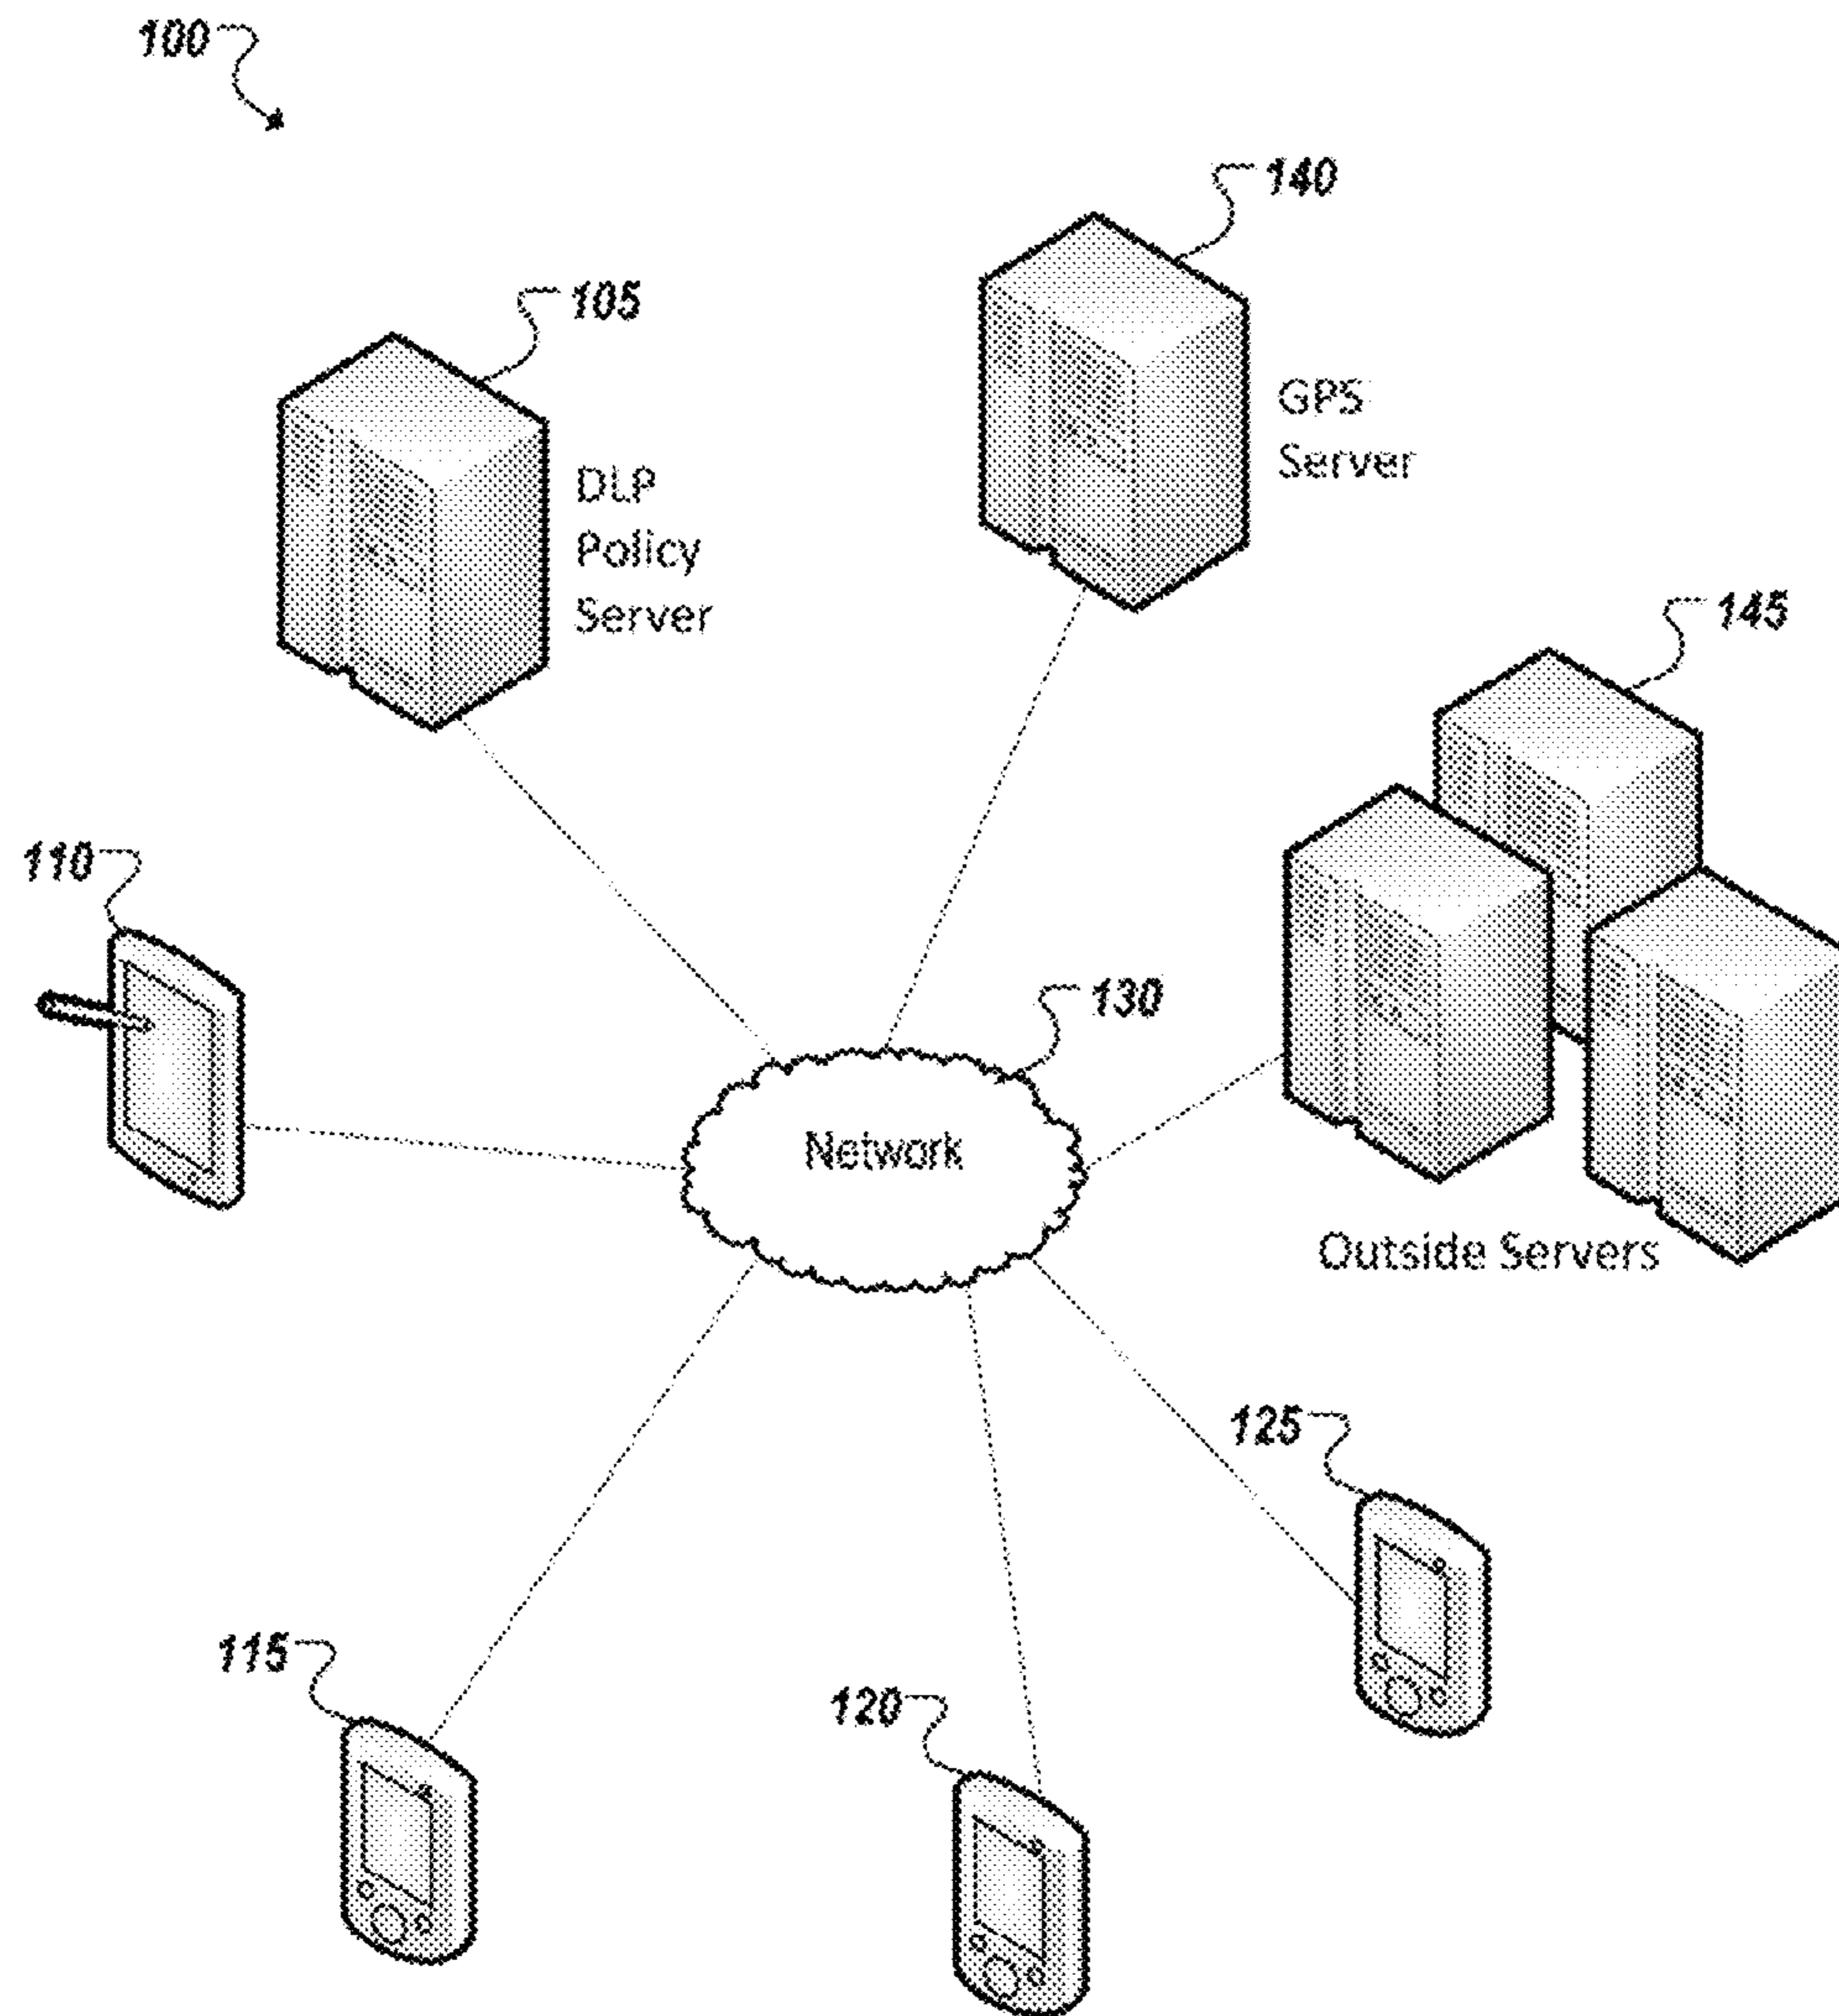 100
140
105
GPS
Server
DLP
Policy
Server
145
110
130
Network
Outside Servers
125
115
120